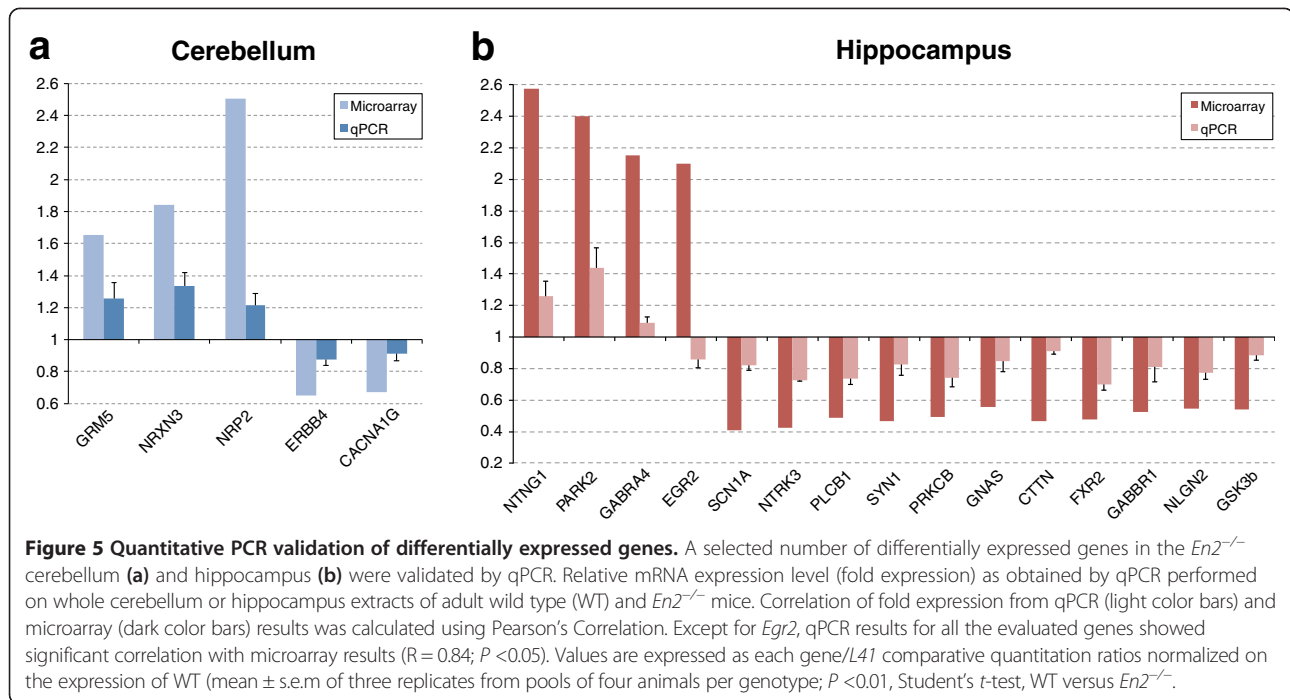 a
Cerebellum
2.6
2.4
2.2
2
1.8
1.6
1.4
1.2
1
0.8
0.6
Microarray
qPCR
GRM5
NRXN3
NRP2
ERBB4
CACNA1G
b
Hippocampus
2.6
2.4
2.2
2
1.8
1.6
1.4
1.2
1
0.8
0.6
0.4
0.2
Microarray
qPCR
NTNG1
PARK2
GABRA4
EGR2
SCN1A
NTRK3
PLCB1
SYN1
PRKCB
GNAS
CTTN
FXR2
GABBR1
NLGN2
GSK3b
Figure 5 Quantitative PCR validation of differentially expressed genes. A selected number of differentially expressed genes in the En2−/−
cerebellum (a) and hippocampus (b) were validated by qPCR. Relative mRNA expression level (fold expression) as obtained by qPCR performed
on whole cerebellum or hippocampus extracts of adult wild type (WT) and En2−/− mice. Correlation of fold expression from qPCR (light color bars) and
microarray (dark color bars) results was calculated using Pearson's Correlation. Except for Egr2, qPCR results for all the evaluated genes showed
significant correlation with microarray results (R = 0.84; P <0.05). Values are expressed as each gene/L41 comparative quantitation ratios normalized on
the expression of WT (mean ± s.e.m of three replicates from pools of four animals per genotype; P <0.01, Student's t-test, WT versus En2−/−.